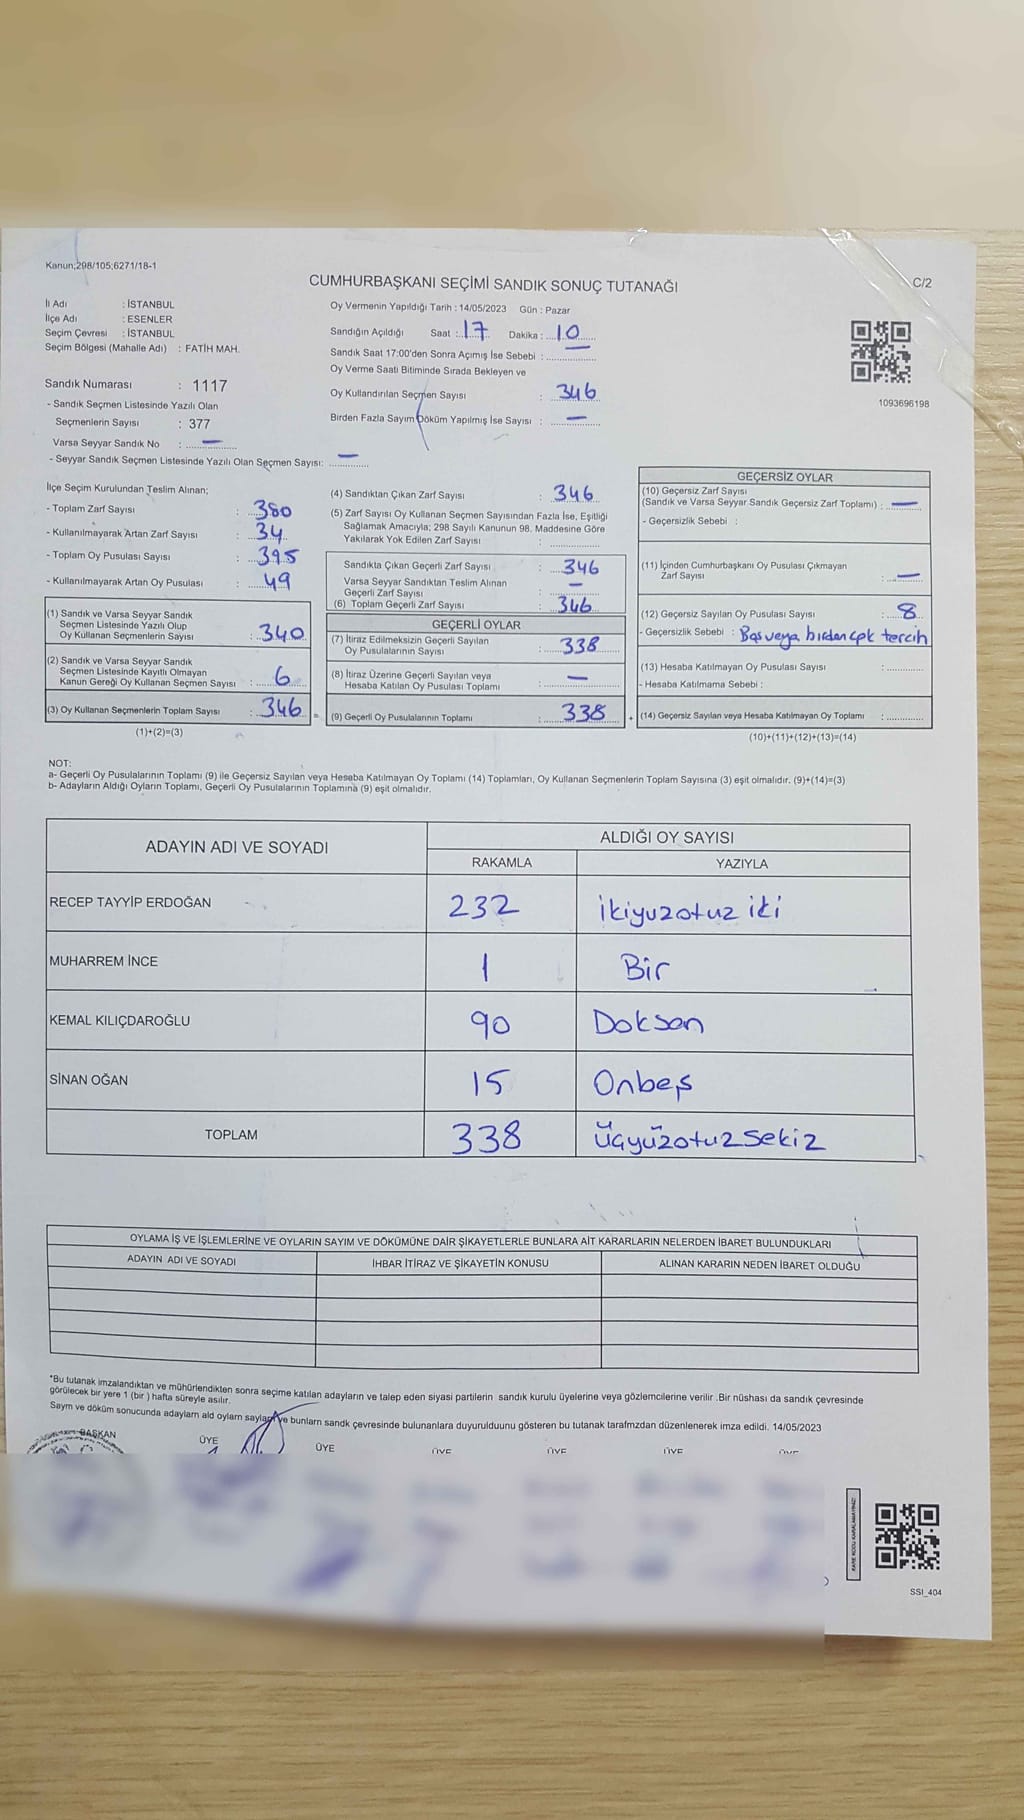 Kanun;298/105;6271/18-1
CUMHURBAŞKANI SEÇİMİ SANDIK SONUÇ TUTANAĞI
C/2
İl Adı : İSTANBUL
İlçe Adı : ESENLER
Seçim Çevresi : İSTANBUL
Seçim Bölgesi (Mahalle Adı) : FATİH MAH.
Sandık Numarası : 1117
- Sandık Seçmen Listesinde Yazılı Olan
Seçmenlerin Sayısı : 377
Varsa Seyyar Sandık No : —
- Seyyar Sandık Seçmen Listesinde Yazılı Olan Seçmen Sayısı: —
Oy Vermenin Yapıldığı Tarih : 14/05/2023 Gün : Pazar
Sandığın Açıldığı Saat : 17 Dakika : 10
Sandık Saat 17:00'den Sonra Açımış İse Sebebi : —
Oy Verme Saati Bitiminde Sırada Bekleyen ve
Oy Kullandırılan Seçmen Sayısı : 346
Birden Fazla Sayım Döküm Yapılmış İse Sayısı : —
1093696198
İlçe Seçim Kurulundan Teslim Alınan;
- Toplam Zarf Sayısı : 380
- Kullanılmayarak Artan Zarf Sayısı : 34
- Toplam Oy Pusulası Sayısı : 395
- Kullanılmayarak Artan Oy Pusulası : 49
(1) Sandık ve Varsa Seyyar Sandık
Seçmen Listesinde Yazılı Olup
Oy Kullanan Seçmenlerin Sayısı : 340
(2) Sandık ve Varsa Seyyar Sandık
Seçmen Listesinde Kayıtlı Olmayan
Kanun Gereği Oy Kullanan Seçmen Sayısı : 6
(3) Oy Kullanan Seçmenlerin Toplam Sayısı : 346 =
(1)+(2)=(3)
(4) Sandıktan Çıkan Zarf Sayısı : 346
(5) Zarf Sayısı Oy Kullanan Seçmen Sayısından Fazla İse, Eşitliği
Sağlamak Amacıyla; 298 Sayılı Kanunun 98. Maddesine Göre
Yakılarak Yok Edilen Zarf Sayısı :
Sandıkta Çıkan Geçerli Zarf Sayısı : 346
Varsa Seyyar Sandıktan Teslim Alınan
Geçerli Zarf Sayısı : —
(6) Toplam Geçerli Zarf Sayısı : 346
GEÇERLİ OYLAR
(7) İtiraz Edilmeksizin Geçerli Sayılan
Oy Pusulalarının Sayısı : 338
(8) İtiraz Üzerine Geçerli Sayılan veya
Hesaba Katılan Oy Pusulası Toplamı : —
(9) Geçerli Oy Pusulalarının Toplamı : 338 +
GEÇERSİZ OYLAR
(10) Geçersiz Zarf Sayısı
(Sandık ve Varsa Seyyar Sandık Geçersiz Zarf Toplamı) : —
- Geçersizlik Sebebi :
(11) İçinden Cumhurbaşkanı Oy Pusulası Çıkmayan
Zarf Sayısı : —
(12) Geçersiz Sayılan Oy Pusulası Sayısı : 8
- Geçersizlik Sebebi : Boş veya birden çok tercih
(13) Hesaba Katılmayan Oy Pusulası Sayısı :
- Hesaba Katılmama Sebebi :
(14) Geçersiz Sayılan veya Hesaba Katılmayan Oy Toplamı :
(10)+(11)+(12)+(13)=(14)
NOT:
a- Geçerli Oy Pusulalarının Toplamı (9) ile Geçersiz Sayılan veya Hesaba Katılmayan Oy Toplamı (14) Toplamları, Oy Kullanan Seçmenlerin Toplam Sayısına (3) eşit olmalıdır. (9)+(14)=(3)
b- Adayların Aldığı Oyların Toplamı, Geçerli Oy Pusulalarının Toplamına (9) eşit olmalıdır.
ADAYIN ADI VE SOYADI
ALDIĞI OY SAYISI
RAKAMLA YAZIYLA
RECEP TAYYİP ERDOĞAN 232 ikiyuzotuz iki
MUHARREM İNCE 1 Bir
KEMAL KILIÇDAROĞLU 90 Doksan
SİNAN OĞAN 15 Onbeş
TOPLAM 338 üçyüzotuzsekiz
OYLAMA İŞ VE İŞLEMLERİNE VE OYLARIN SAYIM VE DÖKÜMÜNE DAİR ŞİKAYETLERLE BUNLARA AİT KARARLARIN NELERDEN İBARET BULUNDUKLARI
ADAYIN ADI VE SOYADI İHBAR İTİRAZ VE ŞİKAYETİN KONUSU ALINAN KARARIN NEDEN İBARET OLDUĞU
*Bu tutanak imzalandıktan ve mühürlendikten sonra seçime katılan adayların ve talep eden siyasi partilerin sandık kurulu üyelerine veya gözlemcilerine verilir .Bir nüshası da sandık çevresinde
görülecek bir yere 1 (bir ) hafta süreyle asılır.
Sayım ve döküm sonucunda adayların ald oyların sayları ve bunların sandk çevresinde bulunanlara duyurulduunu gösteren bu tutanak tarafmzdan düzenlenerek imza edildi. 14/05/2023
BAŞKAN ÜYE ÜYE ÜYE ÜYE ÜYE ÜYE
KARE KODU KARALAMAYINIZ!
SSI_404